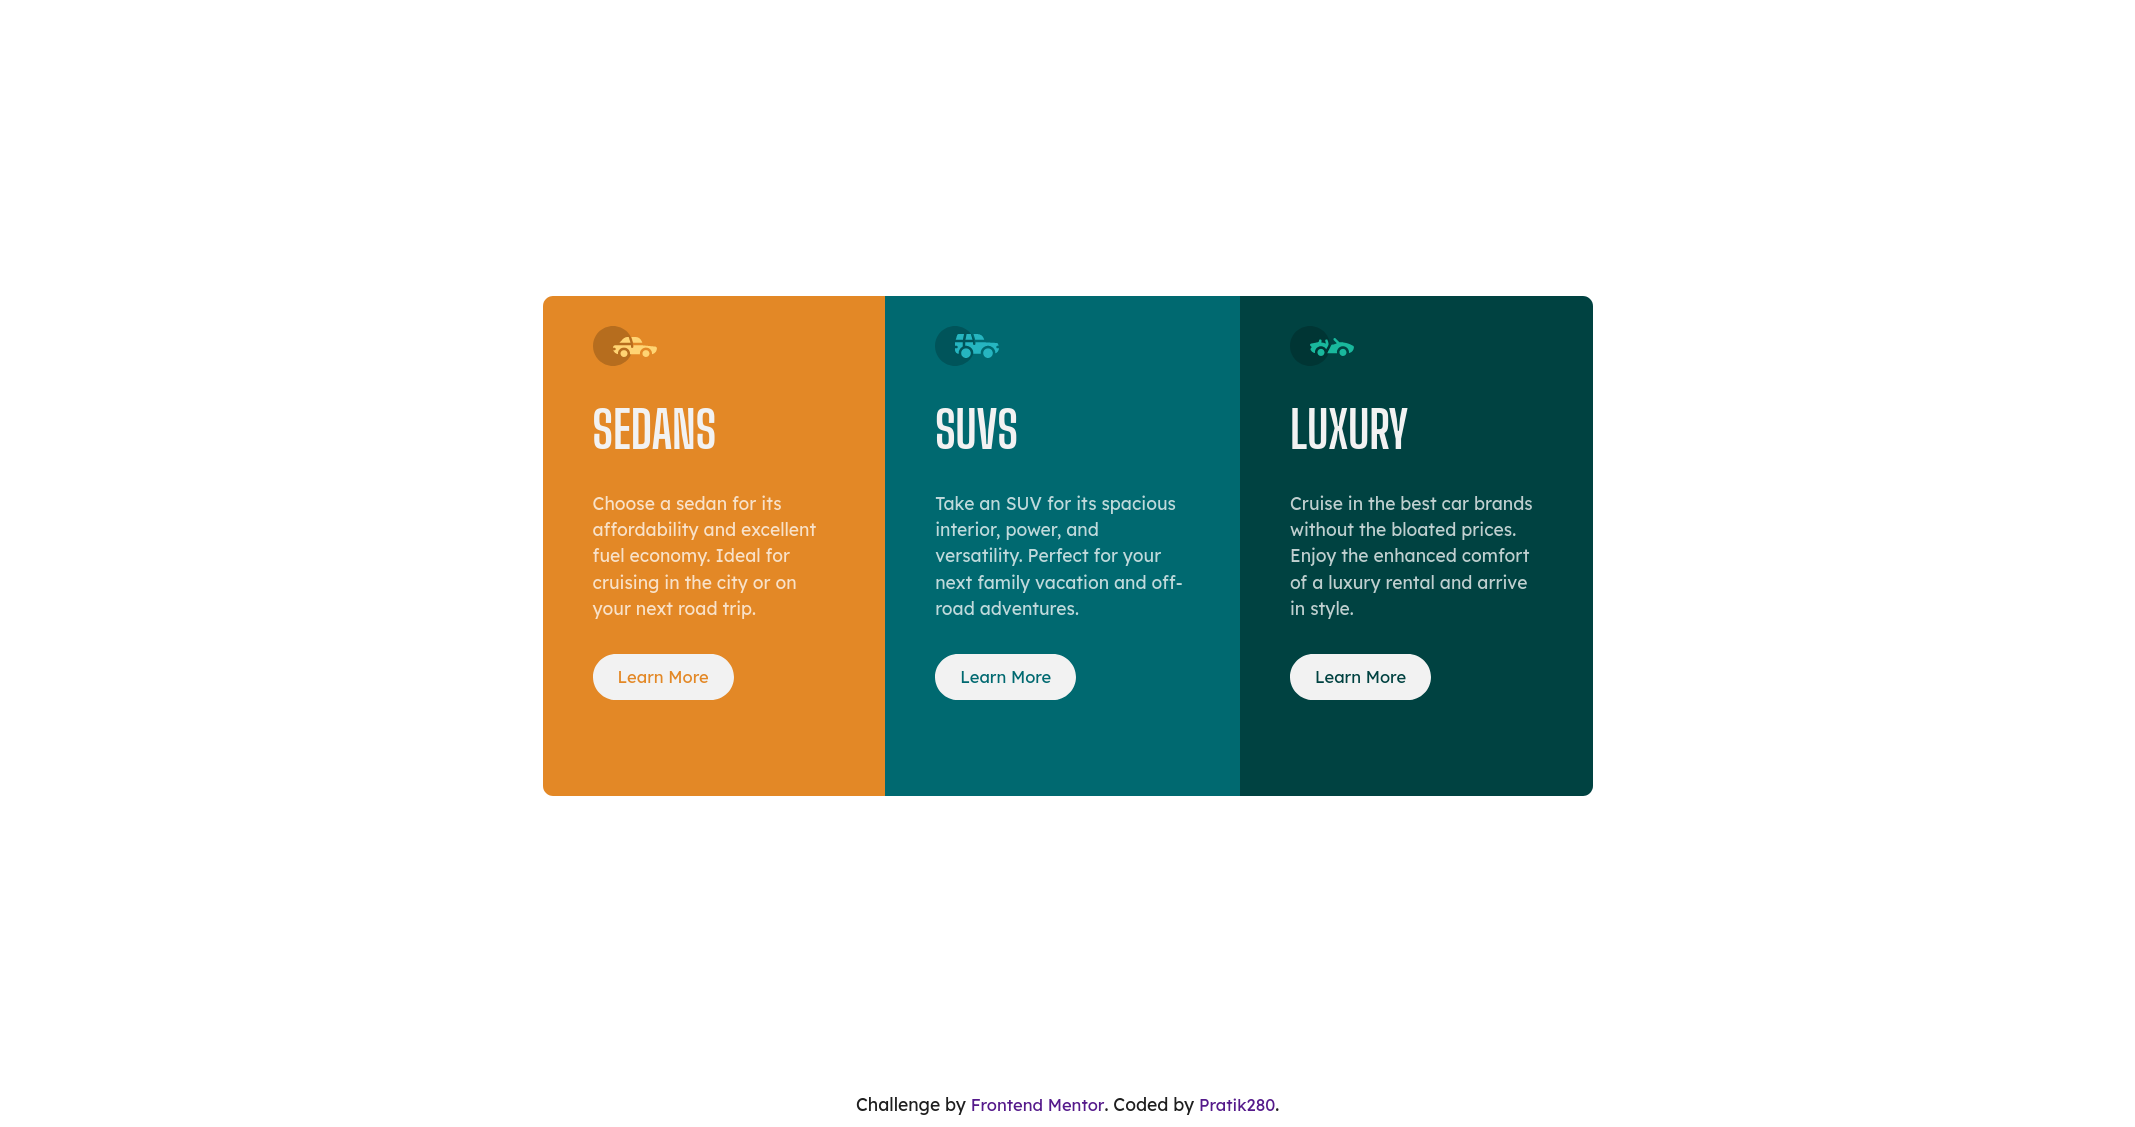 SEDANS
Choose a sedan for its
affordability and excellent
fuel economy. Ideal for
cruising in the city or on
your next road trip.
Learn More
SUVS
Take an SUV for its spacious
interior, power, and
versatility. Perfect for your
next family vacation and off-
road adventures.
Learn More
LUXURY
Cruise in the best car brands
without the bloated prices.
Enjoy the enhanced comfort
of a luxury rental and arrive
in style.
Learn More
Challenge by Frontend Mentor. Coded by Pratik280.